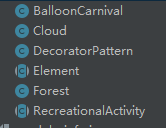 BalloonCarnival
Cloud
DecoratorPattern
Element
Forest
RecreationalActivity